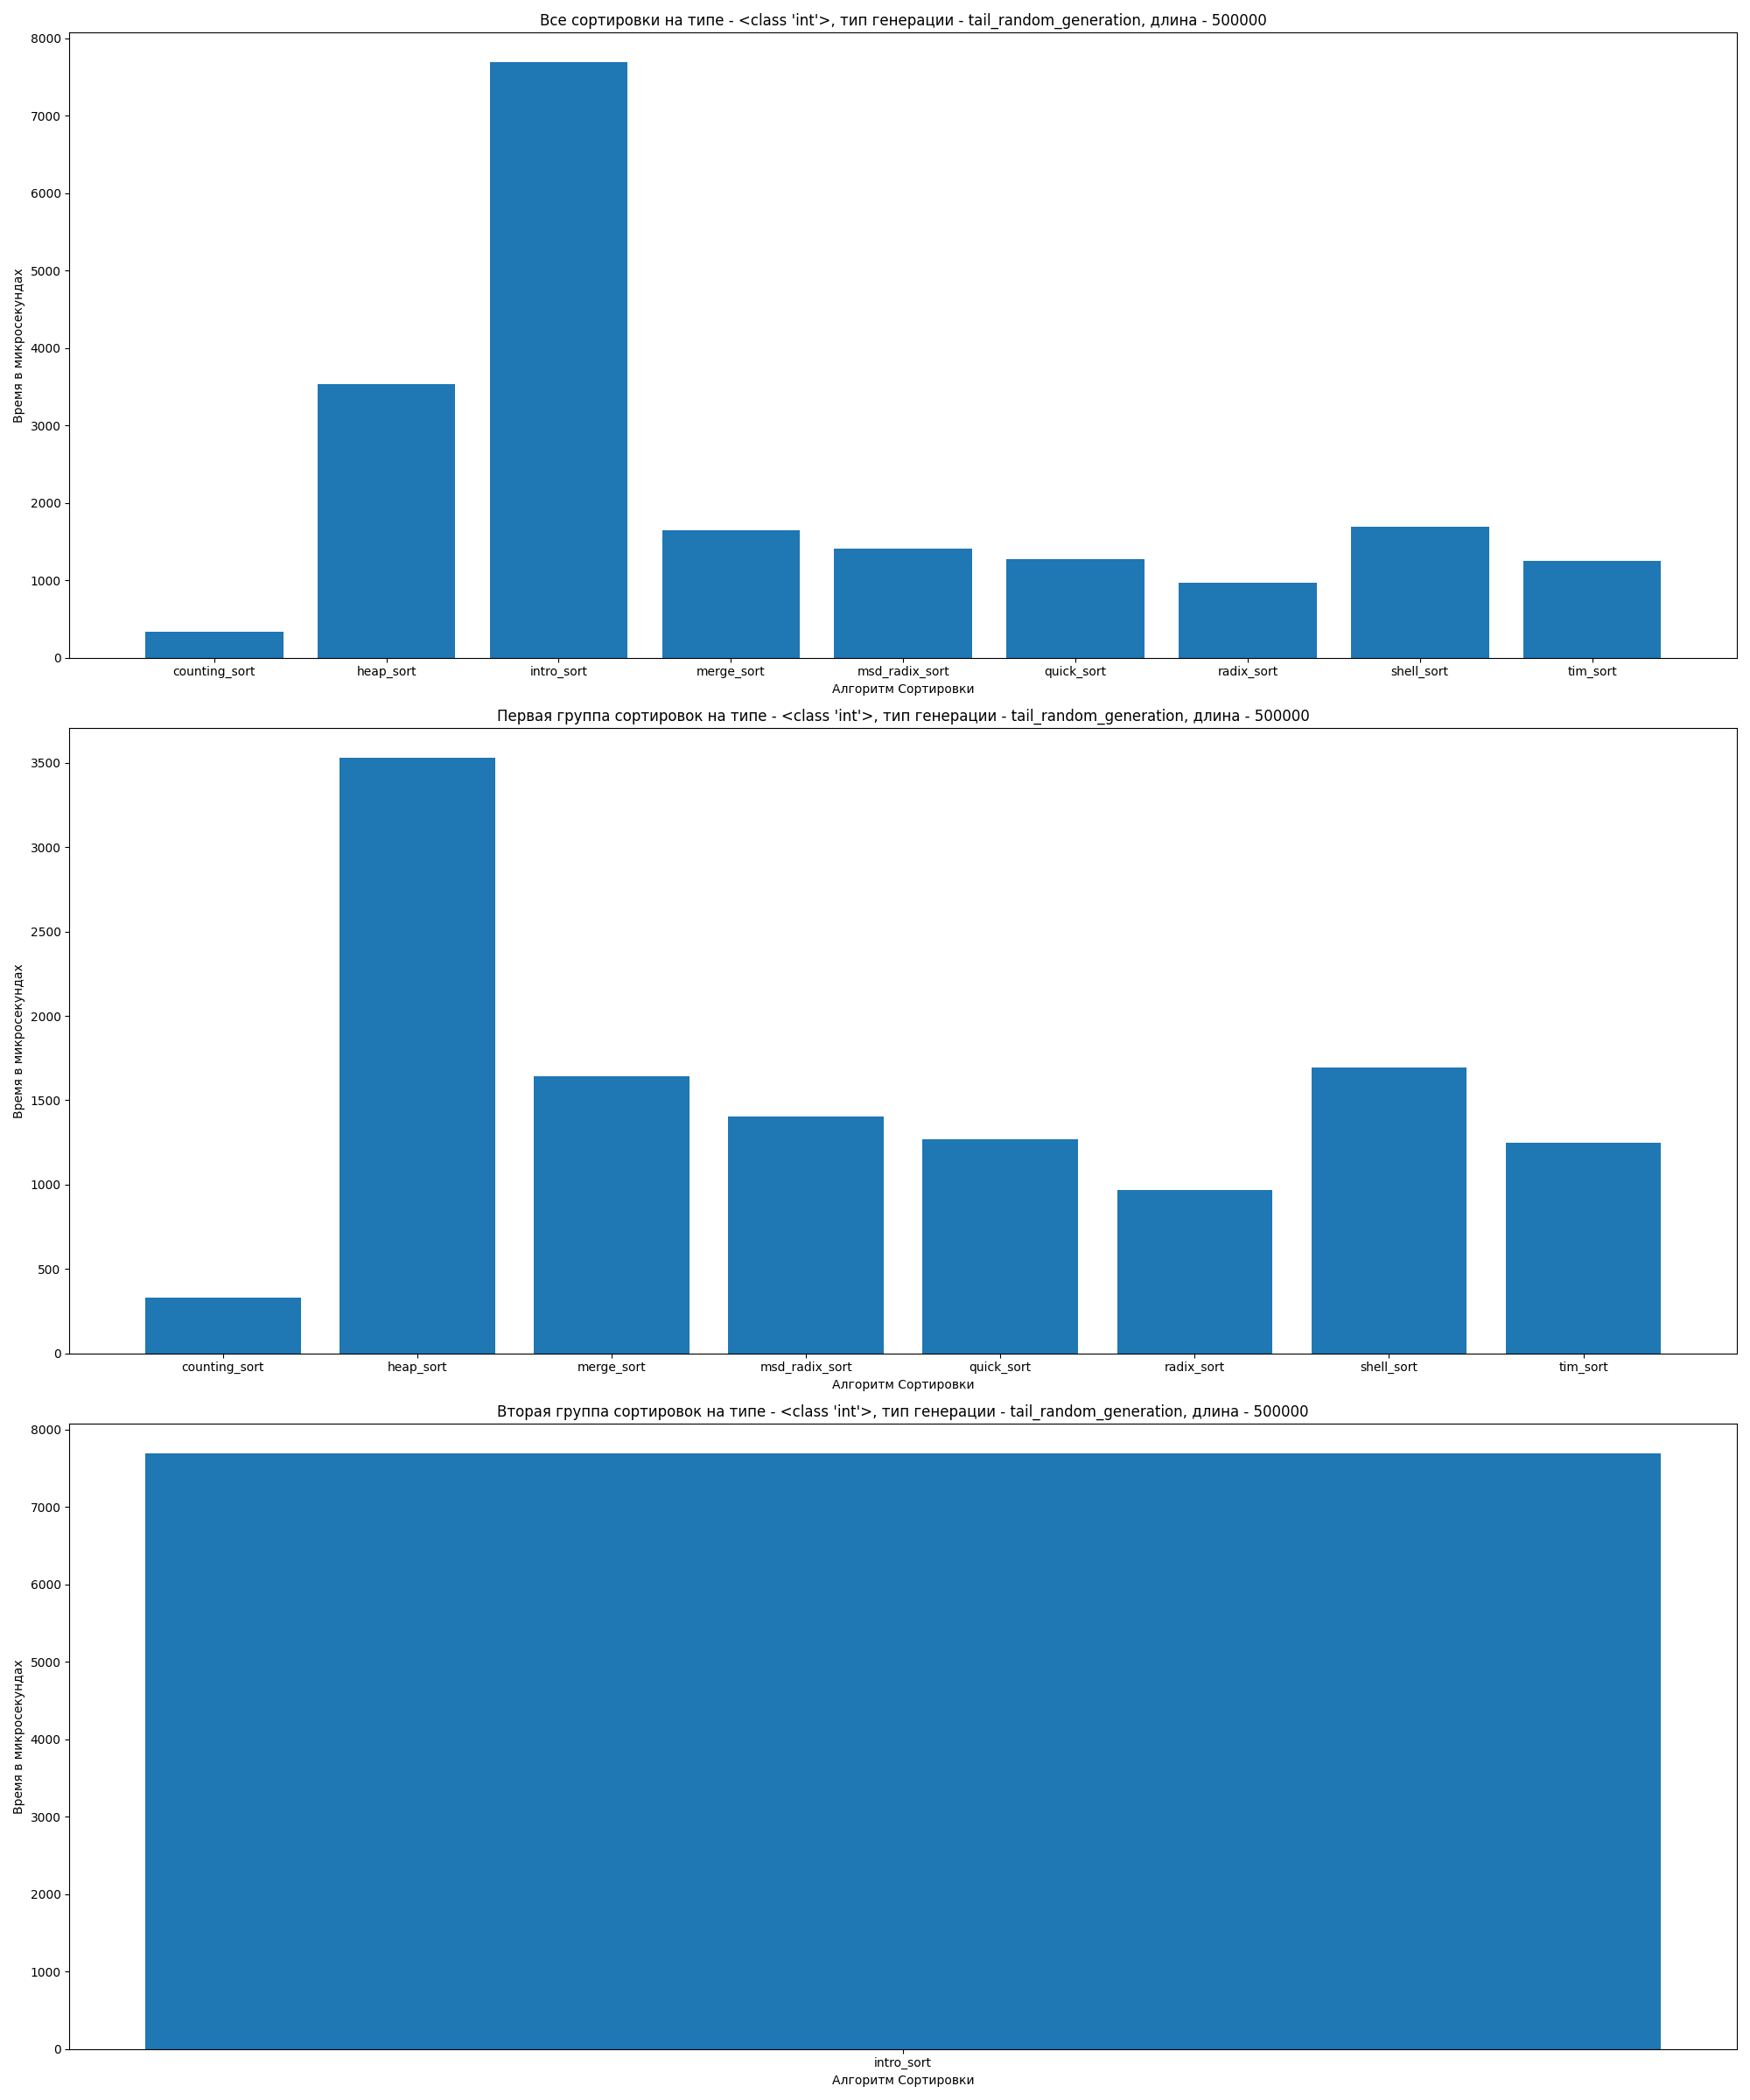 Все сортировки на типе - <class 'int'>, тип генерации - tail_random_generation, длина - 500000
8000
7000
6000
5000
4000
3000
2000
1000
0
Время в микросекундах
counting_sort heap_sort intro_sort merge_sort msd_radix_sort quick_sort radix_sort shell_sort tim_sort
Алгоритм Сортировки
Первая группа сортировок на типе - <class 'int'>, тип генерации - tail_random_generation, длина - 500000
3500
3000
2500
2000
1500
1000
500
0
Время в микросекундах
counting_sort heap_sort merge_sort msd_radix_sort quick_sort radix_sort shell_sort tim_sort
Алгоритм Сортировки
Вторая группа сортировок на типе - <class 'int'>, тип генерации - tail_random_generation, длина - 500000
8000
7000
6000
5000
4000
3000
2000
1000
0
Время в микросекундах
intro_sort
Алгоритм Сортировки